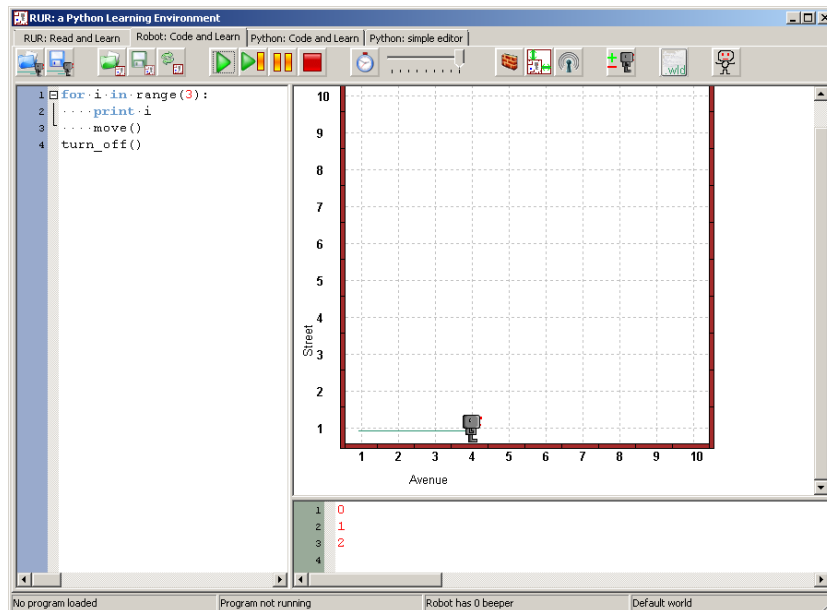 RUR: a Python Learning Environment
RUR: Read and Learn Robot: Code and Learn Python: Code and Learn Python: simple editor
.wld
1 for·i·in·range(3):
2 ····print·i
3 ····move()
4 turn_off()
10
9
8
7
6
5
4
3
2
1
Street
1 2 3 4 5 6 7 8 9 10
Avenue
1 0
2 1
3 2
4
No program loaded Program not running Robot has 0 beeper Default world